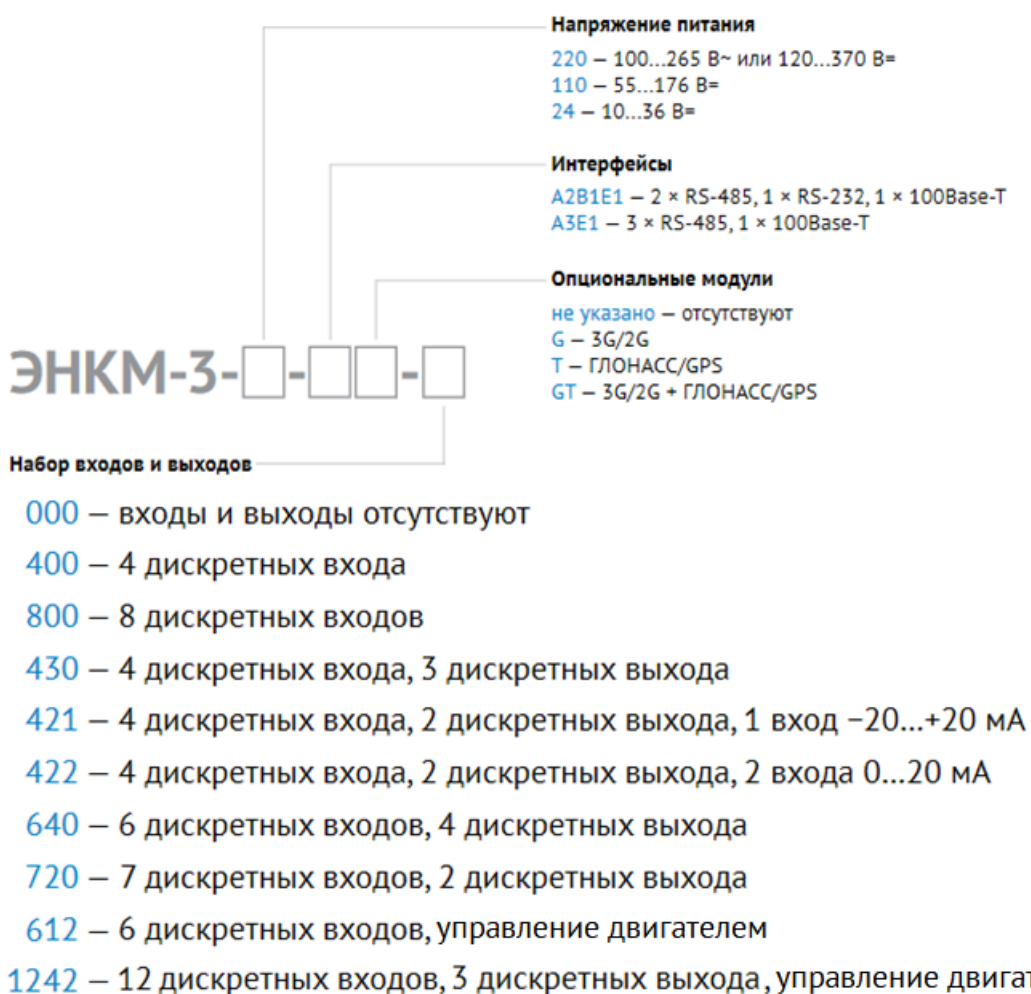 Напряжение питания
220 – 100...265 В~ или 120...370 В=
110 – 55...176 В=
24 – 10...36 В=
Интерфейсы
A2B1E1 – 2 × RS-485, 1 × RS-232, 1 × 100Base-T
A3E1 – 3 × RS-485, 1 × 100Base-T
Опциональные модули
не указано – отсутствуют
G – 3G/2G
T – ГЛОНАСС/GPS
GT – 3G/2G + ГЛОНАСС/GPS
ЭНКМ-3-□-□□-□
Набор входов и выходов
000 – входы и выходы отсутствуют
400 – 4 дискретных входа
800 – 8 дискретных входов
430 – 4 дискретных входа, 3 дискретных выхода
421 – 4 дискретных входа, 2 дискретных выхода, 1 вход −20...+20 мА
422 – 4 дискретных входа, 2 дискретных выхода, 2 входа 0...20 мА
640 – 6 дискретных входов, 4 дискретных выхода
720 – 7 дискретных входов, 2 дискретных выхода
612 – 6 дискретных входов, управление двигателем
1242 – 12 дискретных входов, 3 дискретных выхода, управление двигат